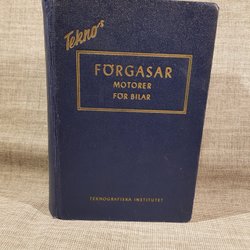 Tekno's
FÖRGASAR
MOTORER
FÖR BILAR
TEKNOGRAFISKA INSTITUTET